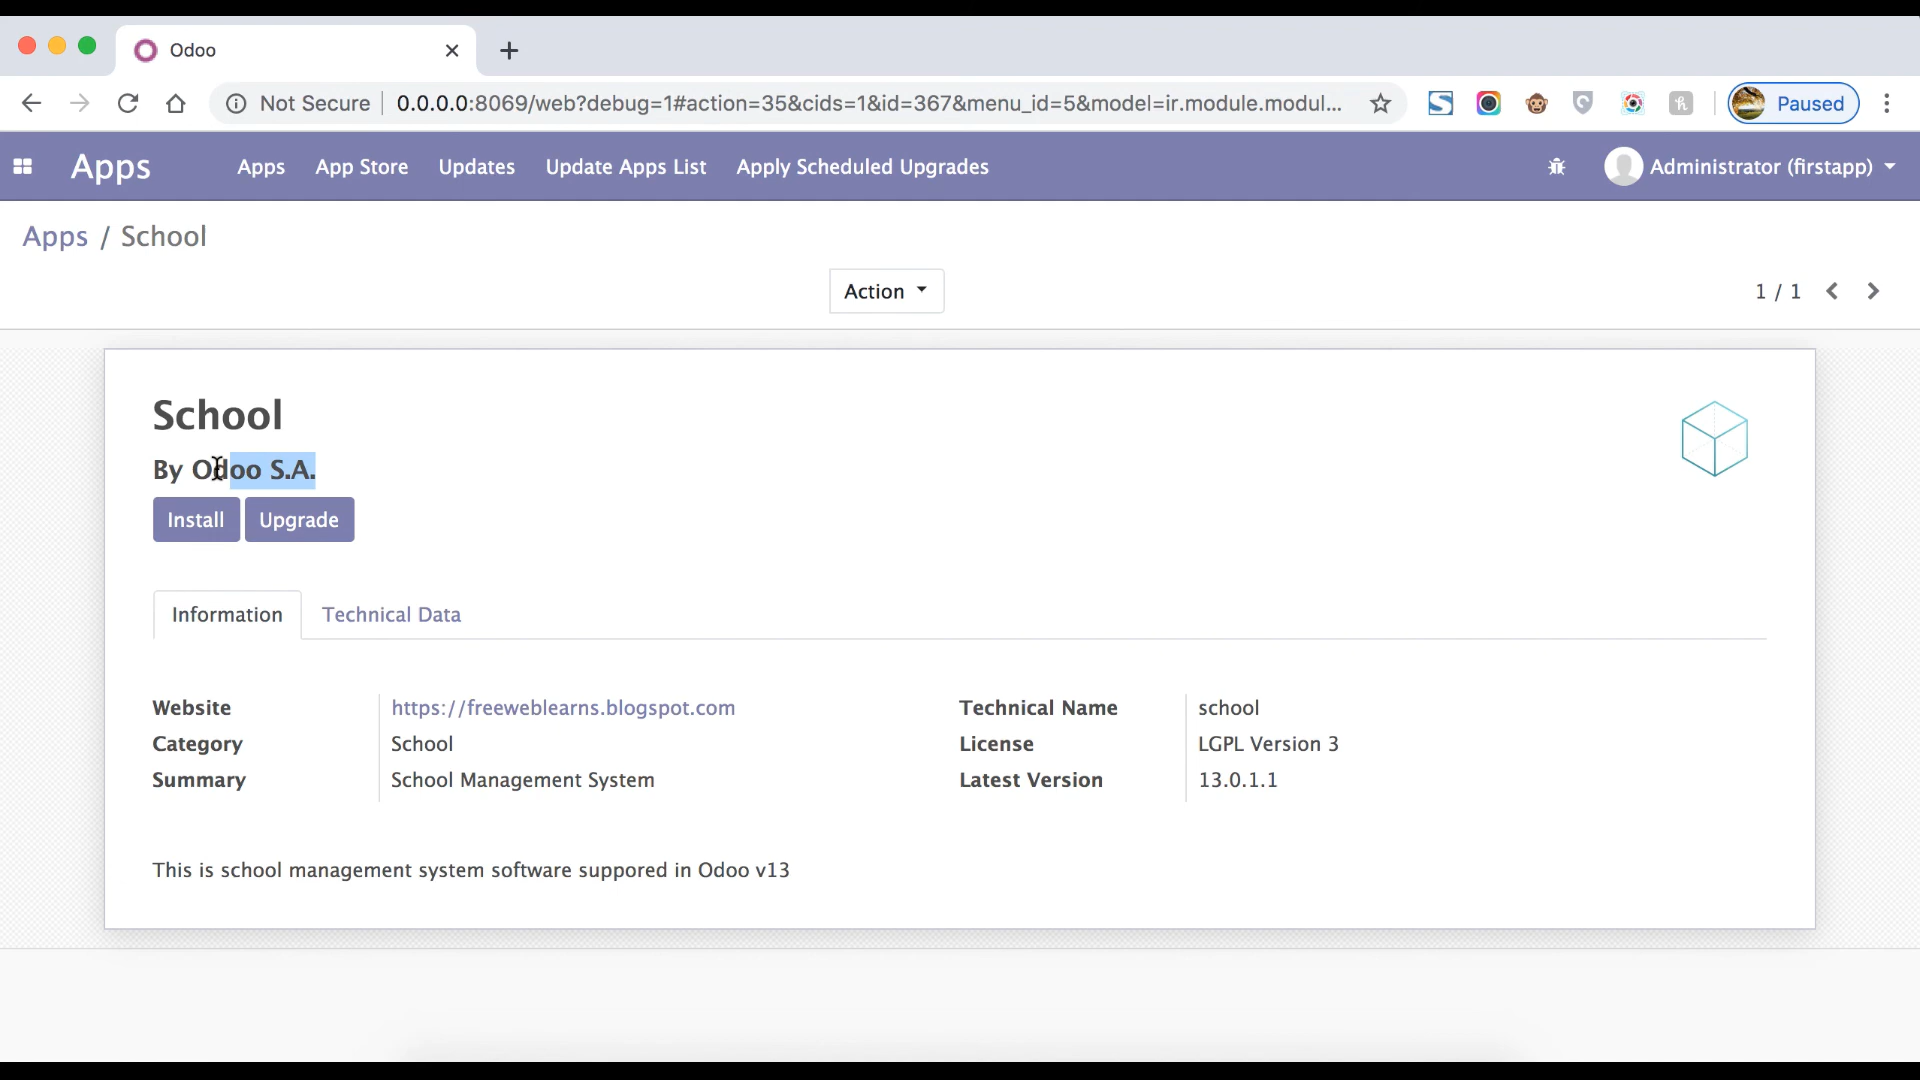 Odoo
Not Secure 0.0.0.0:8069/web?debug=1#action=35&cids=1&id=367&menu_id=5&model=ir.module.modul... Paused
Apps Apps App Store Updates Update Apps List Apply Scheduled Upgrades Administrator (firstapp)
Apps / School
Action 1 / 1
School
By Odoo S.A.
Install Upgrade
Information Technical Data
Website https://freeweblearns.blogspot.com Technical Name school
Category School License LGPL Version 3
Summary School Management System Latest Version 13.0.1.1
This is school management system software suppored in Odoo v13